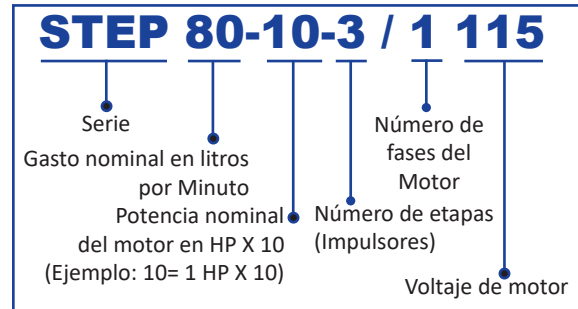 STEP 80-10-3 / 1 115
Serie
Gasto nominal en litros
por Minuto
Potencia nominal
del motor en HP X 10
(Ejemplo: 10= 1 HP X 10)
Número de etapas
(Impulsores)
Número de
fases del
Motor
Voltaje de motor